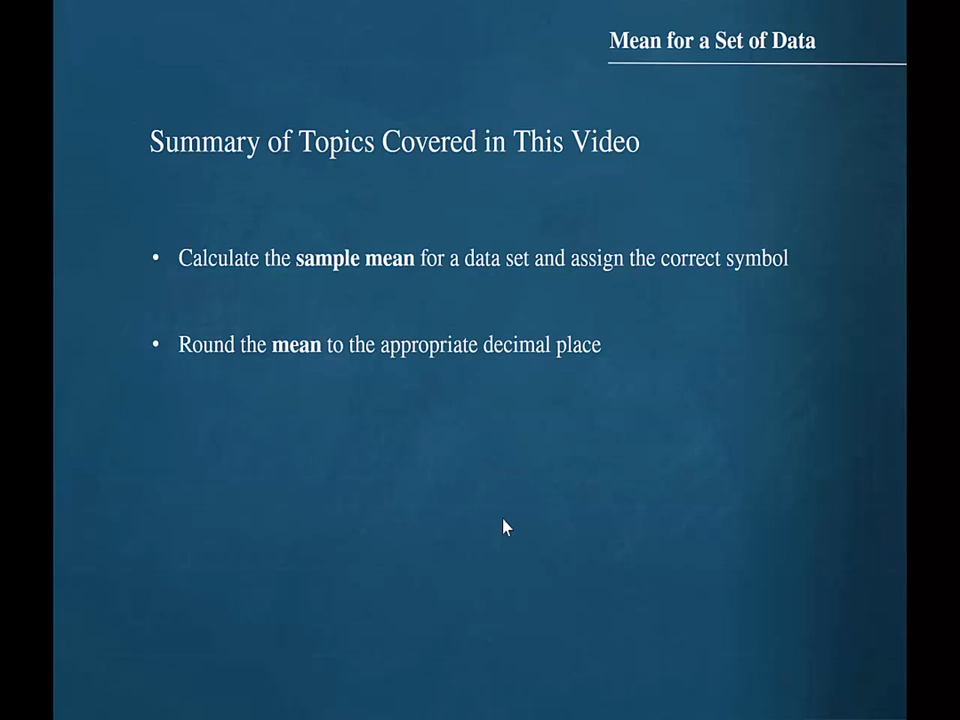 Mean for a Set of Data
Summary of Topics Covered in This Video
• Calculate the sample mean for a data set and assign the correct symbol
• Round the mean to the appropriate decimal place